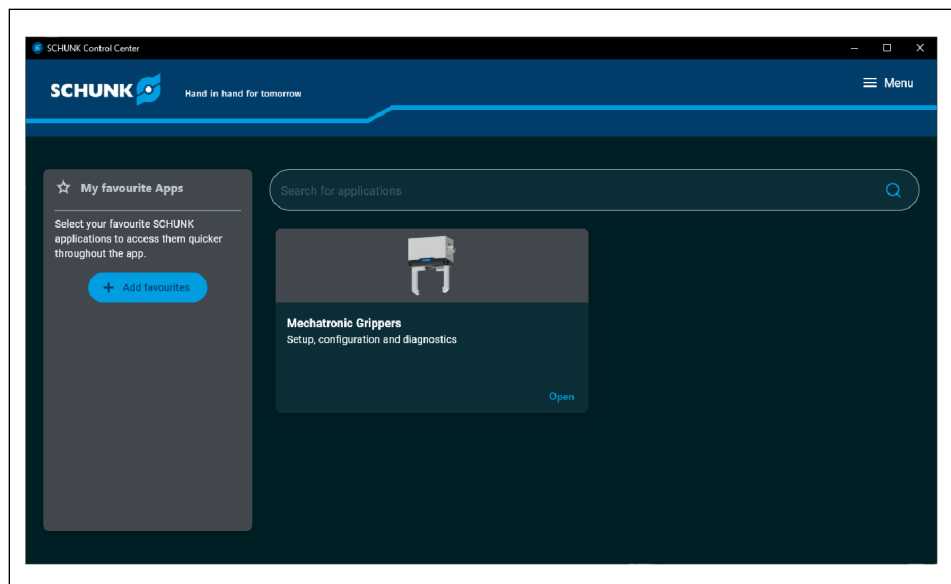 SCHUNK Control Center
SCHUNK
Hand in hand for tomorrow
Menu
My favourite Apps
Select your favourite SCHUNK
applications to access them quicker
throughout the app.
+ Add favourites
Search for applications
Mechatronic Grippers
Setup, configuration and diagnostics
Open